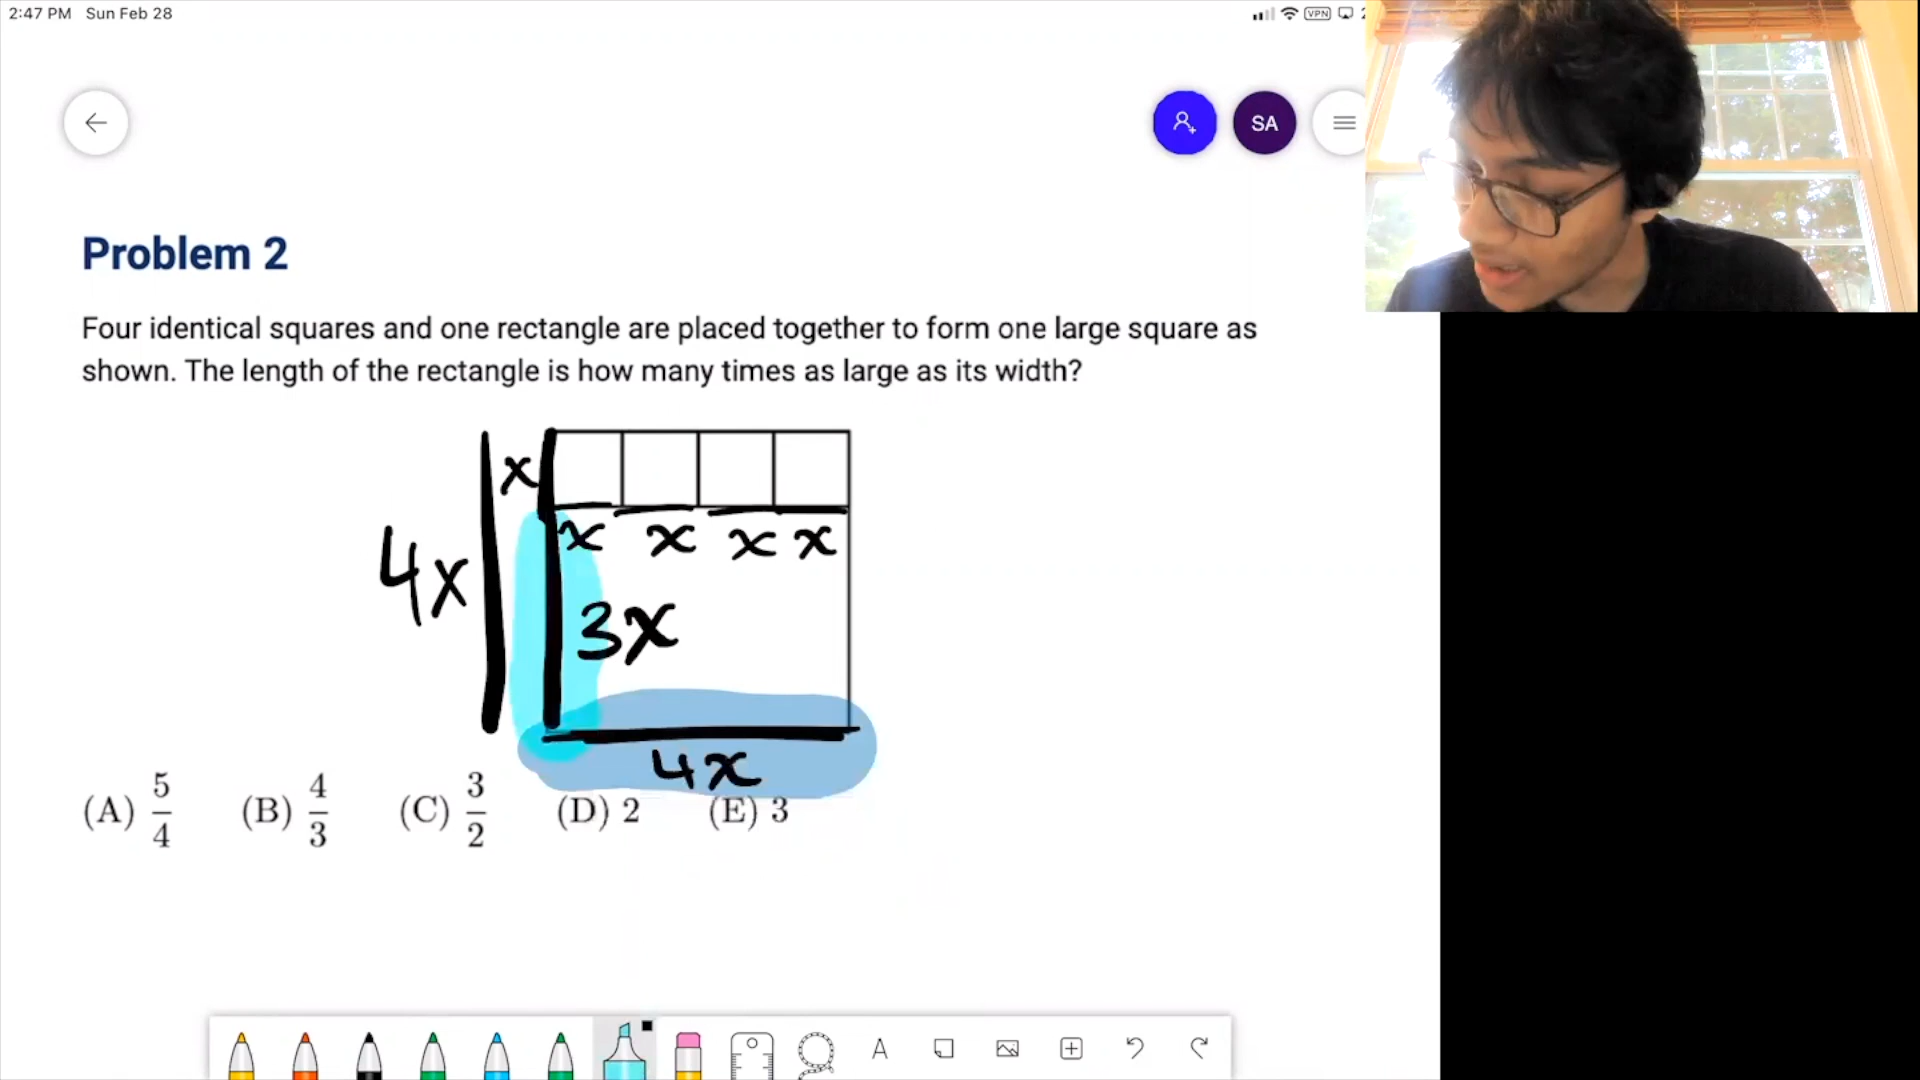 2:47 PM Sun Feb 28
VPN
SA
Problem 2
Four identical squares and one rectangle are placed together to form one large square as
shown. The length of the rectangle is how many times as large as its width?
x
x x x x
4x
3x
4x
(A) 5/4 (B) 4/3 (C) 3/2 (D) 2 (E) 3
A